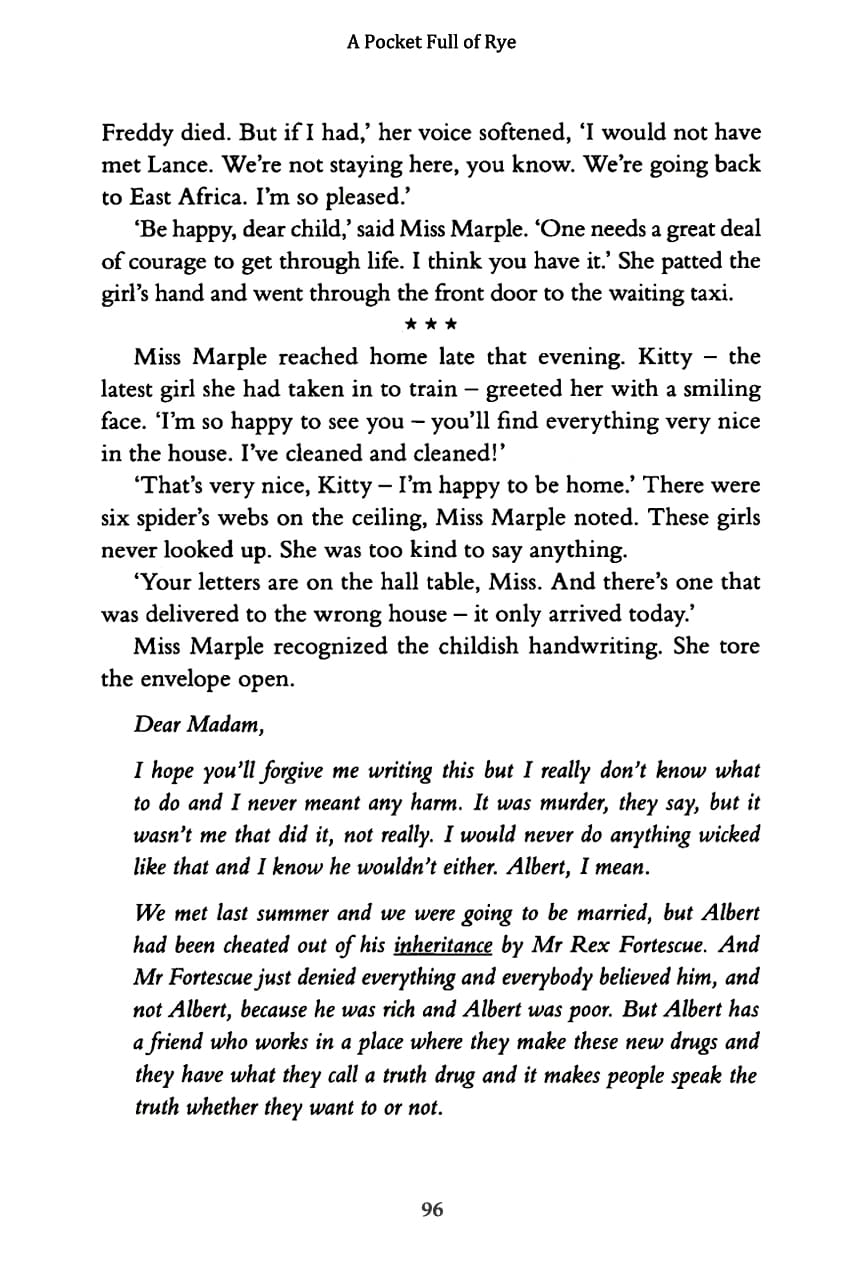 A Pocket Full of Rye
Freddy died. But if I had,’ her voice softened, ‘I would not have
met Lance. We’re not staying here, you know. We’re going back
to East Africa. I’m so pleased.’
‘Be happy, dear child,’ said Miss Marple. ‘One needs a great deal
of courage to get through life. I think you have it.’ She patted the
girl’s hand and went through the front door to the waiting taxi.
★ ★ ★
Miss Marple reached home late that evening. Kitty – the
latest girl she had taken in to train – greeted her with a smiling
face. ‘I’m so happy to see you – you’ll find everything very nice
in the house. I’ve cleaned and cleaned!’
‘That’s very nice, Kitty – I’m happy to be home.’ There were
six spider’s webs on the ceiling, Miss Marple noted. These girls
never looked up. She was too kind to say anything.
‘Your letters are on the hall table, Miss. And there’s one that
was delivered to the wrong house – it only arrived today.’
Miss Marple recognized the childish handwriting. She tore
the envelope open.
Dear Madam,
I hope you’ll forgive me writing this but I really don’t know what
to do and I never meant any harm. It was murder, they say, but it
wasn’t me that did it, not really. I would never do anything wicked
like that and I know he wouldn’t either. Albert, I mean.
We met last summer and we were going to be married, but Albert
had been cheated out of his inheritance by Mr Rex Fortescue. And
Mr Fortescue just denied everything and everybody believed him, and
not Albert, because he was rich and Albert was poor. But Albert has
a friend who works in a place where they make these new drugs and
they have what they call a truth drug and it makes people speak the
truth whether they want to or not.
96